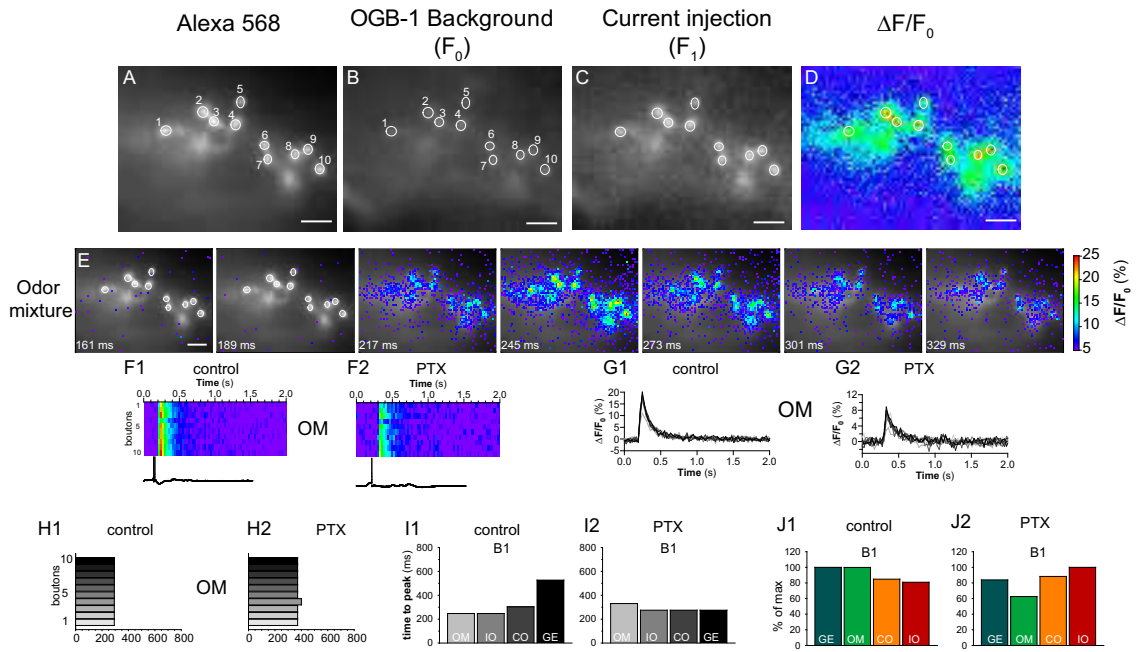 Alexa 568
OGB-1 Background
(F0)
Current injection
(F1)
ΔF/F0
A
1
2
3
4
5
6
7
8
9
10
B
1
2
3
4
5
6
7
8
9
10
C
D
Odor
mixture
E
161 ms
189 ms
217 ms
245 ms
273 ms
301 ms
329 ms
25
20
15
10
5
ΔF/F0 (%)
F1
control
Time (s)
0.0 0.5 1.0 1.5 2.0
boutons
1
5
10
OM
F2
PTX
Time (s)
0.0 0.5 1.0 1.5 2.0
G1
control
ΔF/F0 (%)
20
15
10
5
0
-5
0.0 0.5 1.0 1.5 2.0
Time (s)
OM
G2
PTX
ΔF/F0 (%)
12
8
4
0
0.0 0.5 1.0 1.5 2.0
Time (s)
H1
control
boutons
10
5
1
0 200 400 600 800
OM
H2
PTX
0 200 400 600 800
I1
control
B1
time to peak (ms)
800
600
400
200
0
OM IO CO GE
I2
PTX
B1
800
600
400
200
0
OM IO CO GE
J1
control
B1
% of max
120
100
80
60
40
20
0
GE OM CO IO
J2
PTX
B1
120
100
80
60
40
20
0
GE OM CO IO